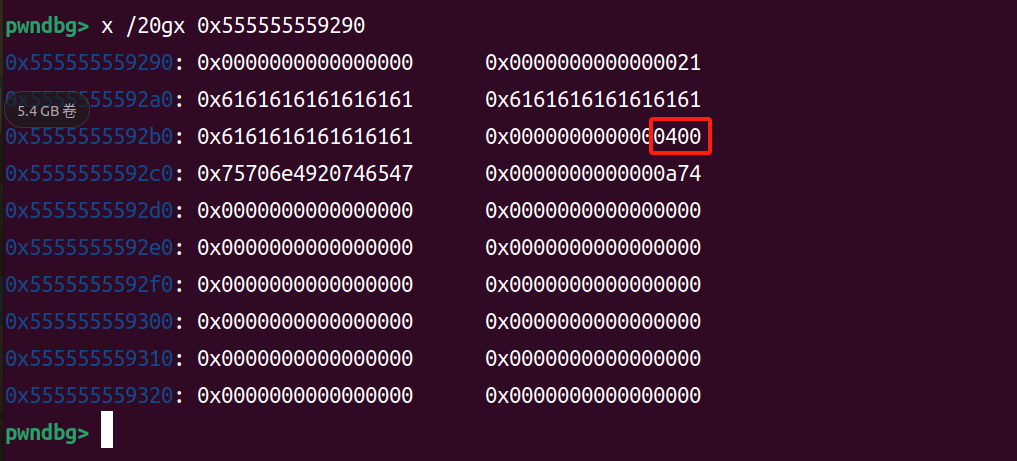 pwndbg> x /20gx 0x555555559290
0x555555559290: 0x0000000000000000 0x0000000000000021
0x5555555592a0: 0x6161616161616161 0x6161616161616161
5.4 GB 卷
0x5555555592b0: 0x6161616161616161 0x0000000000000400
0x5555555592c0: 0x75706e4920746547 0x0000000000000a74
0x5555555592d0: 0x0000000000000000 0x0000000000000000
0x5555555592e0: 0x0000000000000000 0x0000000000000000
0x5555555592f0: 0x0000000000000000 0x0000000000000000
0x555555559300: 0x0000000000000000 0x0000000000000000
0x555555559310: 0x0000000000000000 0x0000000000000000
0x555555559320: 0x0000000000000000 0x0000000000000000
pwndbg>